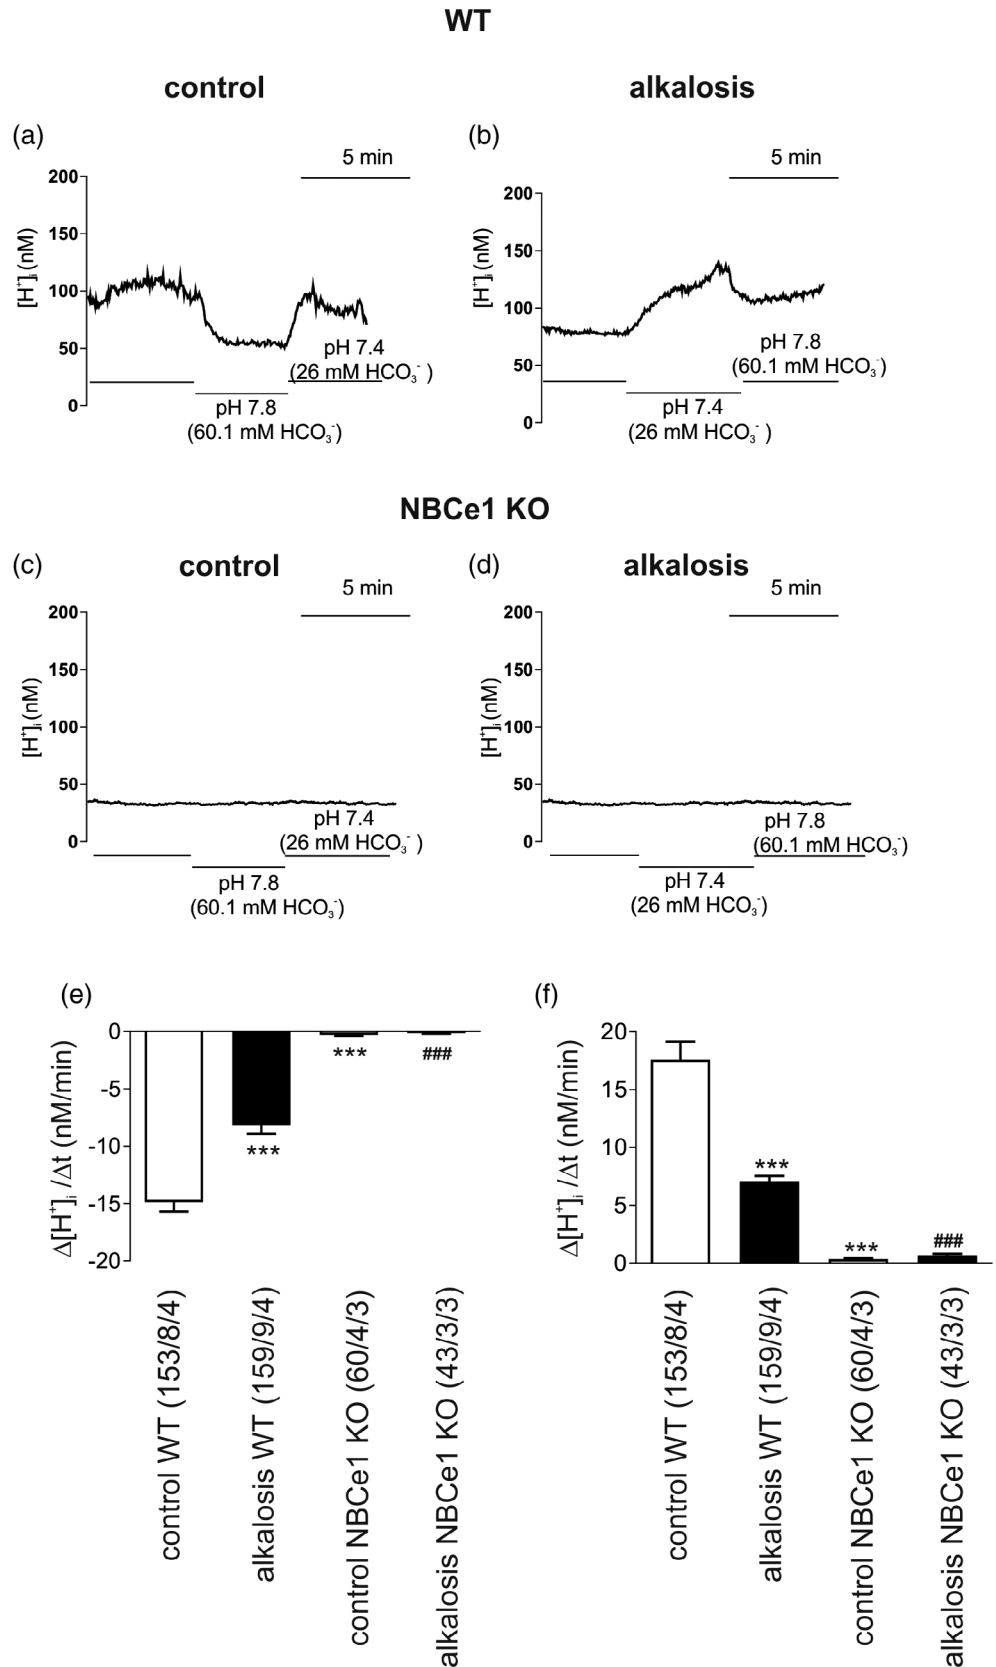 WT
control
alkalosis
(a)
(b)
5 min
5 min
200
150
100
50
0
[H⁺]ᵢ (nM)
pH 7.4
(26 mM HCO₃⁻ )
pH 7.8
(60.1 mM HCO₃⁻)
200
150
100
50
0
[H⁺]ᵢ (nM)
pH 7.8
(60.1 mM HCO₃⁻)
pH 7.4
(26 mM HCO₃⁻ )
NBCe1 KO
(c)
control
(d)
alkalosis
5 min
5 min
200
150
100
50
0
[H⁺]ᵢ (nM)
pH 7.4
(26 mM HCO₃⁻ )
pH 7.8
(60.1 mM HCO₃⁻)
200
150
100
50
0
[H⁺]ᵢ (nM)
pH 7.8
(60.1 mM HCO₃⁻)
pH 7.4
(26 mM HCO₃⁻)
(e)
(f)
0
-5
-10
-15
-20
Δ[H⁺]ᵢ /Δt (nM/min)
***
***
###
control WT (153/8/4)
alkalosis WT (159/9/4)
control NBCe1 KO (60/4/3)
alkalosis NBCe1 KO (43/3/3)
20
15
10
5
0
Δ[H⁺]ᵢ /Δt (nM/min)
***
***
###
control WT (153/8/4)
alkalosis WT (159/9/4)
control NBCe1 KO (60/4/3)
alkalosis NBCe1 KO (43/3/3)